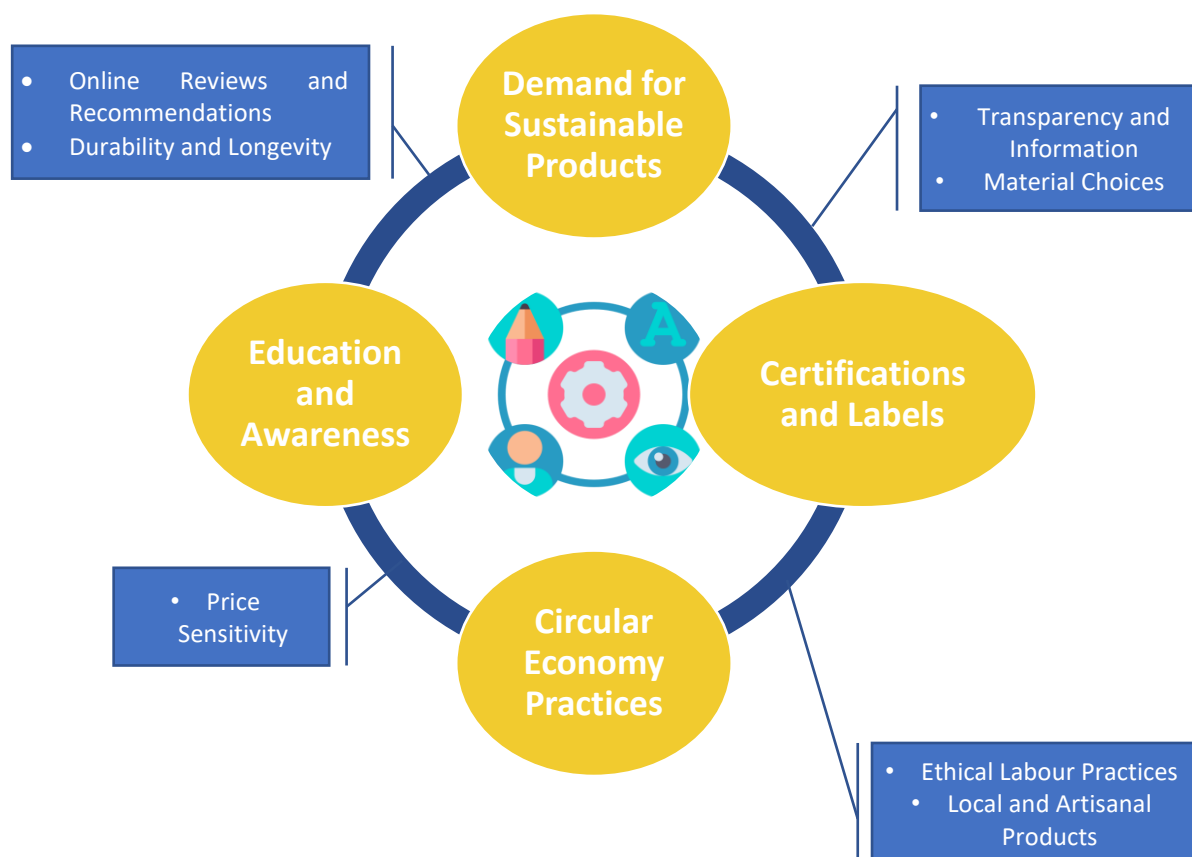 • Online Reviews and
Recommendations
• Durability and Longevity
Demand for
Sustainable
Products
• Transparency and
Information
• Material Choices
Education
and
Awareness
A
Certifications
and Labels
• Price
Sensitivity
Circular
Economy
Practices
• Ethical Labour Practices
• Local and Artisanal
Products